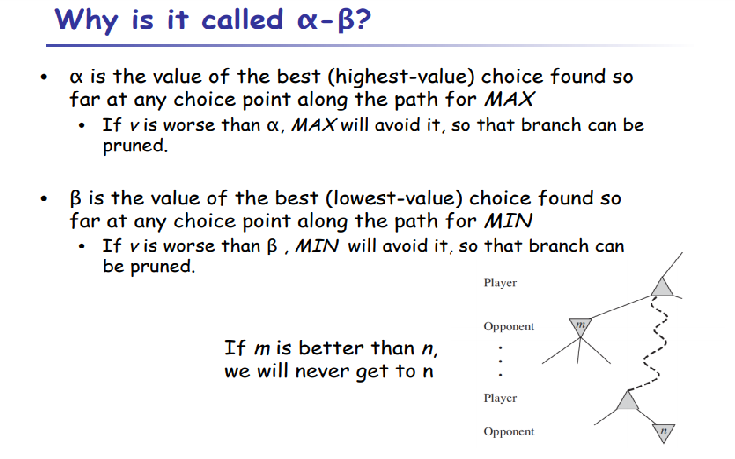 Why is it called α-β?
• α is the value of the best (highest-value) choice found so
far at any choice point along the path for MAX
• If v is worse than α, MAX will avoid it, so that branch can be
pruned.
• β is the value of the best (lowest-value) choice found so
far at any choice point along the path for MIN
• If v is worse than β , MIN will avoid it, so that branch can
be pruned.
Player
Opponent
m
If m is better than n,
we will never get to n
Player
Opponent
n